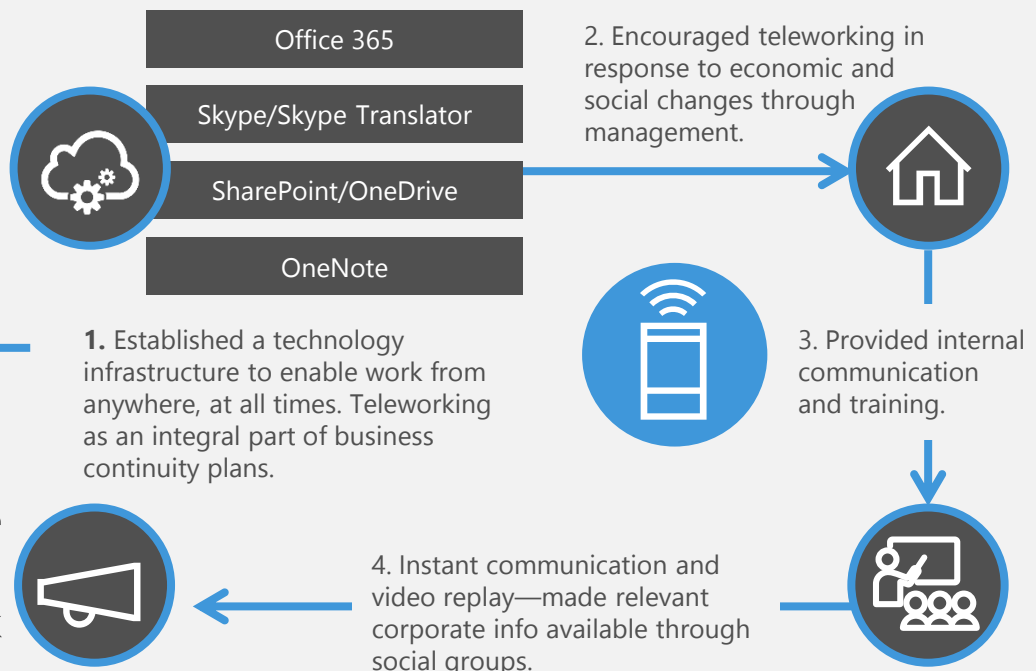 Office 365
Skype/Skype Translator
SharePoint/OneDrive
OneNote
2. Encouraged teleworking in
response to economic and
social changes through
management.
1. Established a technology
infrastructure to enable work from
anywhere, at all times. Teleworking
as an integral part of business
continuity plans.
3. Provided internal
communication
and training.
4. Instant communication and
video replay—made relevant
corporate info available through
social groups.